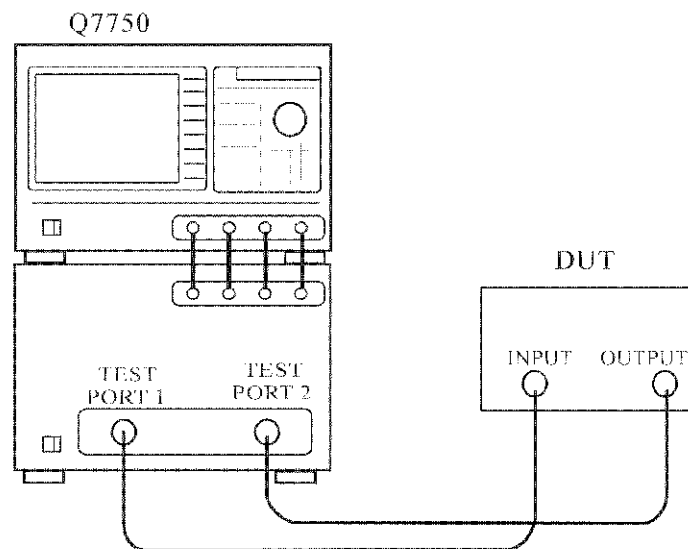 Q7750
DUT
INPUT OUTPUT
TEST
PORT 1
TEST
PORT 2